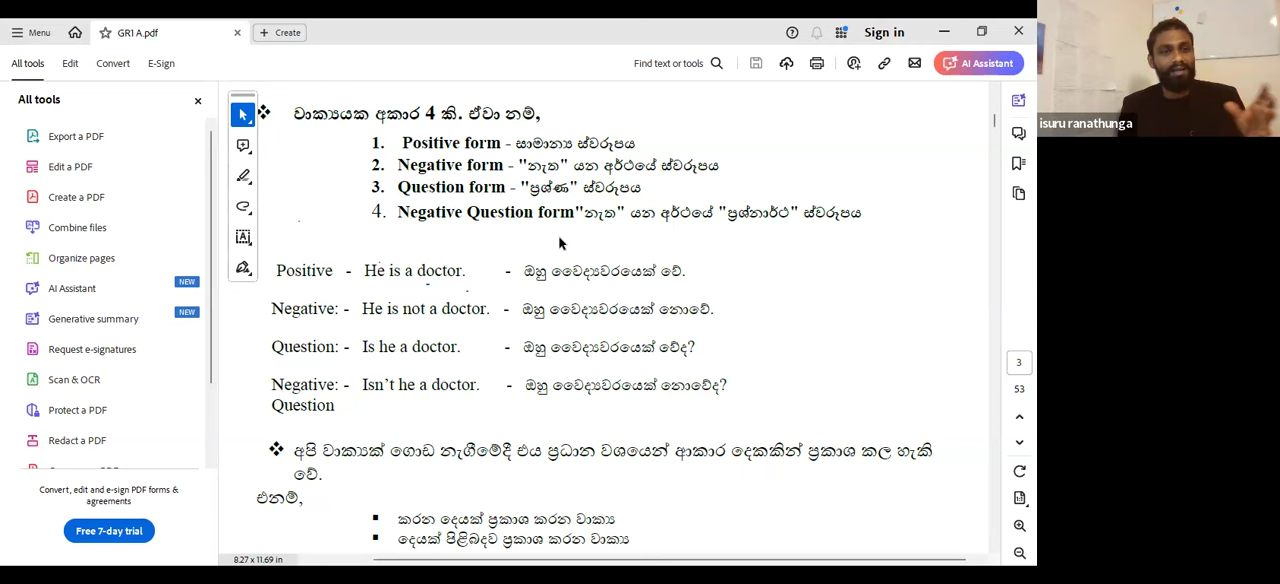 Menu
GR1 A.pdf
Create
Sign in
All tools
Edit
Convert
E-Sign
Find text or tools
AI Assistant
isuru ranathunga
All tools
Export a PDF
Edit a PDF
Create a PDF
Combine files
Organize pages
AI Assistant NEW
Generative summary NEW
Request e-signatures
Scan & OCR
Protect a PDF
Redact a PDF
Convert, edit and e-sign PDF forms &
agreements
Free 7-day trial
❖ වාක්‍යයක අකාර 4 කි. ඒවා නම්,
1. Positive form - සාමාන්‍ය ස්වරූපය
2. Negative form - "නැත" යන අර්ථයේ ස්වරූපය
3. Question form - "ප්‍රශ්ණ" ස්වරූපය
4. Negative Question form"නැත" යන අර්ථයේ "ප්‍රශ්නාර්ථ" ස්වරූපය
Positive - He is a doctor. - ඔහු වෛද්‍යවරයෙක් වේ.
Negative: - He is not a doctor. - ඔහු වෛද්‍යවරයෙක් නොවේ.
Question: - Is he a doctor. - ඔහු වෛද්‍යවරයෙක් වේද?
Negative: - Isn't he a doctor. - ඔහු වෛද්‍යවරයෙක් නොවේද?
Question
❖ අපි වාක්‍යක් ගොඩ නැගීමේදී එය ප්‍රධාන වශයෙන් ආකාර දෙකකින් ප්‍රකාශ කල හැකි
වේ.
එනම්,
▪ කරන දෙයක් ප්‍රකාශ කරන වාක්‍ය
▪ දෙයක් පිළිබදව ප්‍රකාශ කරන වාක්‍ය
3
53
8.27 x 11.69 in